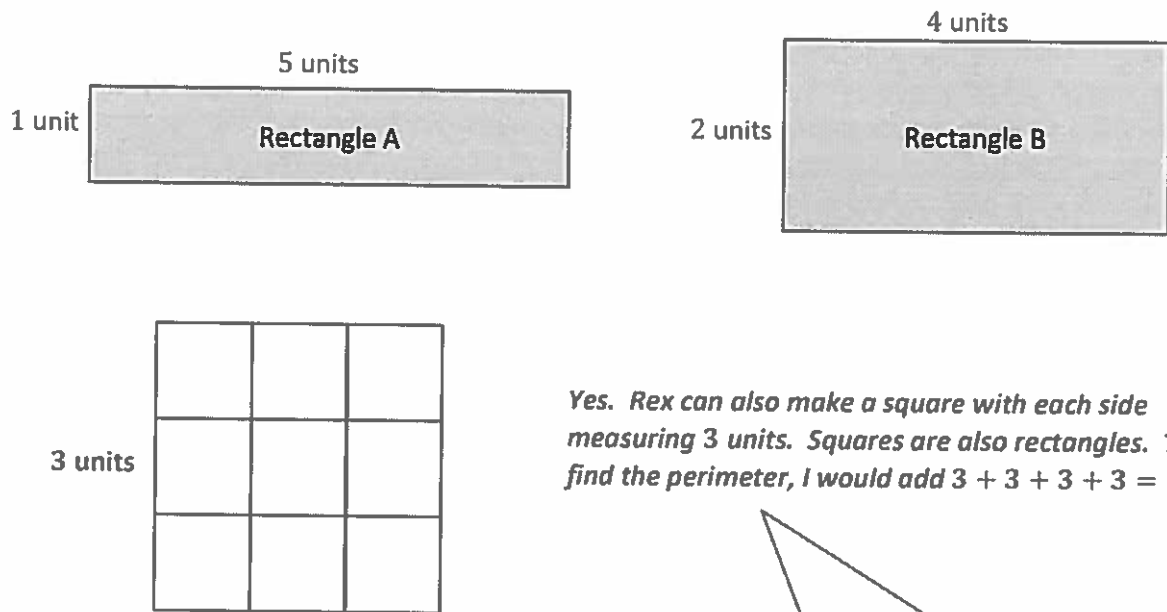 4 units
5 units
1 unit
Rectangle A
2 units
Rectangle B
3 units
Yes. Rex can also make a square with each side
measuring 3 units. Squares are also rectangles.
find the perimeter, I would add 3 + 3 + 3 + 3 =